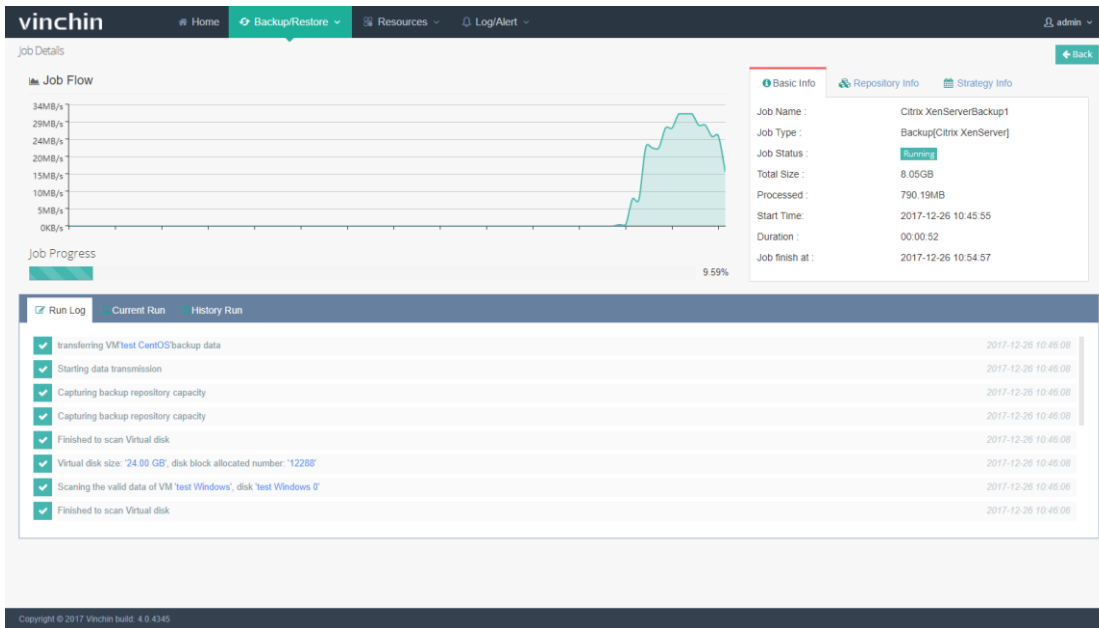 vinchin
Home
Backup/Restore
Resources
Log/Alert
admin
Job Details
Back
Job Flow
34MB/s
29MB/s
24MB/s
20MB/s
15MB/s
10MB/s
5MB/s
0KB/s
Job Progress
9.59%
Basic Info
Repository Info
Strategy Info
Job Name : Citrix XenServerBackup1
Job Type : Backup[Citrix XenServer]
Job Status : Running
Total Size : 8.05GB
Processed : 790.19MB
Start Time: 2017-12-26 10:45:55
Duration : 00:00:52
Job finish at : 2017-12-26 10:54:57
Run Log
Current Run
History Run
transferring VM'test CentOS'backup data 2017-12-26 10:46:08
Starting data transmission 2017-12-26 10:46:08
Capturing backup repository capacity 2017-12-26 10:46:08
Capturing backup repository capacity 2017-12-26 10:46:08
Finished to scan Virtual disk 2017-12-26 10:46:08
Virtual disk size: '24.00 GB', disk block allocated number: '12288' 2017-12-26 10:46:08
Scaning the valid data of VM 'test Windows', disk 'test Windows 0' 2017-12-26 10:46:06
Finished to scan Virtual disk 2017-12-26 10:46:06
Copyright © 2017 Vinchin build: 4.0.4345